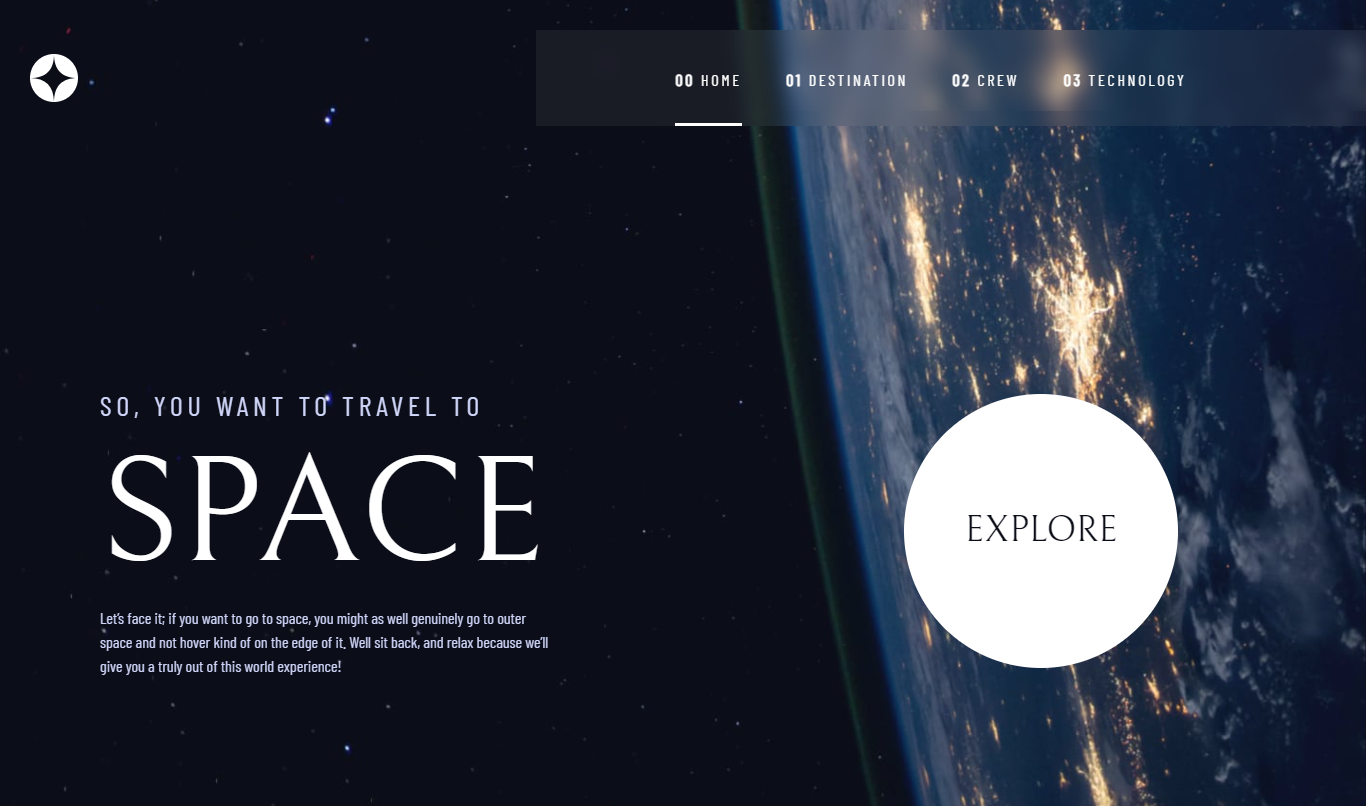 00 HOME 01 DESTINATION 02 CREW 03 TECHNOLOGY
SO, YOU WANT TO TRAVEL TO
SPACE
EXPLORE
Let's face it; if you want to go to space, you might as well genuinely go to outer
space and not hover kind of on the edge of it. Well sit back, and relax because we'll
give you a truly out of this world experience!